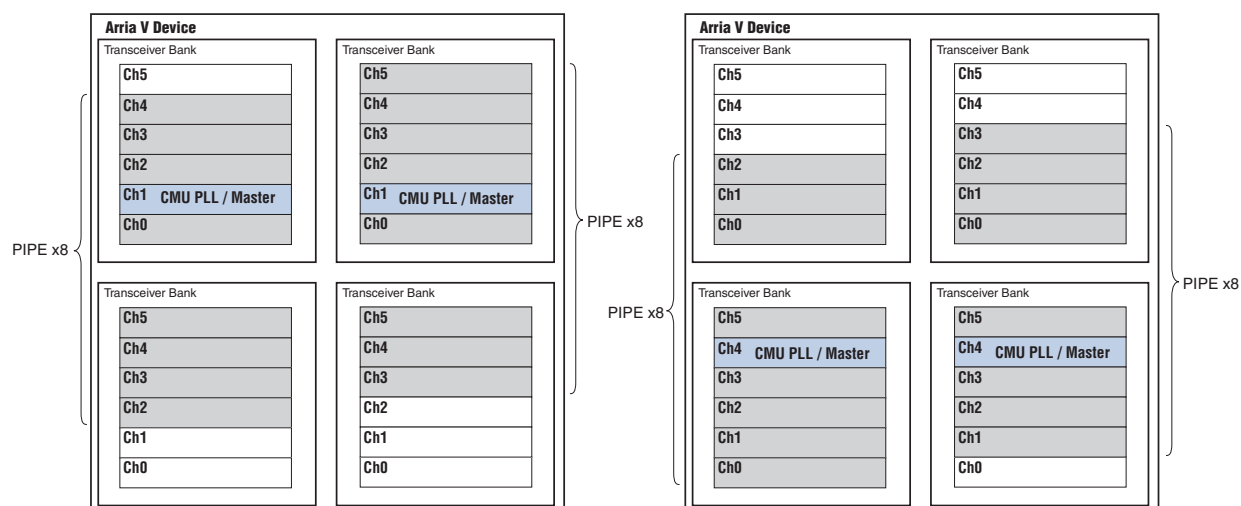 Arria V Device
Transceiver Bank
Ch5
Ch4
Ch3
Ch2
Ch1 CMU PLL / Master
Ch0
Transceiver Bank
Ch5
Ch4
Ch3
Ch2
Ch1 CMU PLL / Master
Ch0
PIPE x8
PIPE x8
Transceiver Bank
Ch5
Ch4
Ch3
Ch2
Ch1
Ch0
Transceiver Bank
Ch5
Ch4
Ch3
Ch2
Ch1
Ch0
Arria V Device
Transceiver Bank
Ch5
Ch4
Ch3
Ch2
Ch1
Ch0
Transceiver Bank
Ch5
Ch4
Ch3
Ch2
Ch1
Ch0
PIPE x8
PIPE x8
Transceiver Bank
Ch5
Ch4 CMU PLL / Master
Ch3
Ch2
Ch1
Ch0
Transceiver Bank
Ch5
Ch4 CMU PLL / Master
Ch3
Ch2
Ch1
Ch0